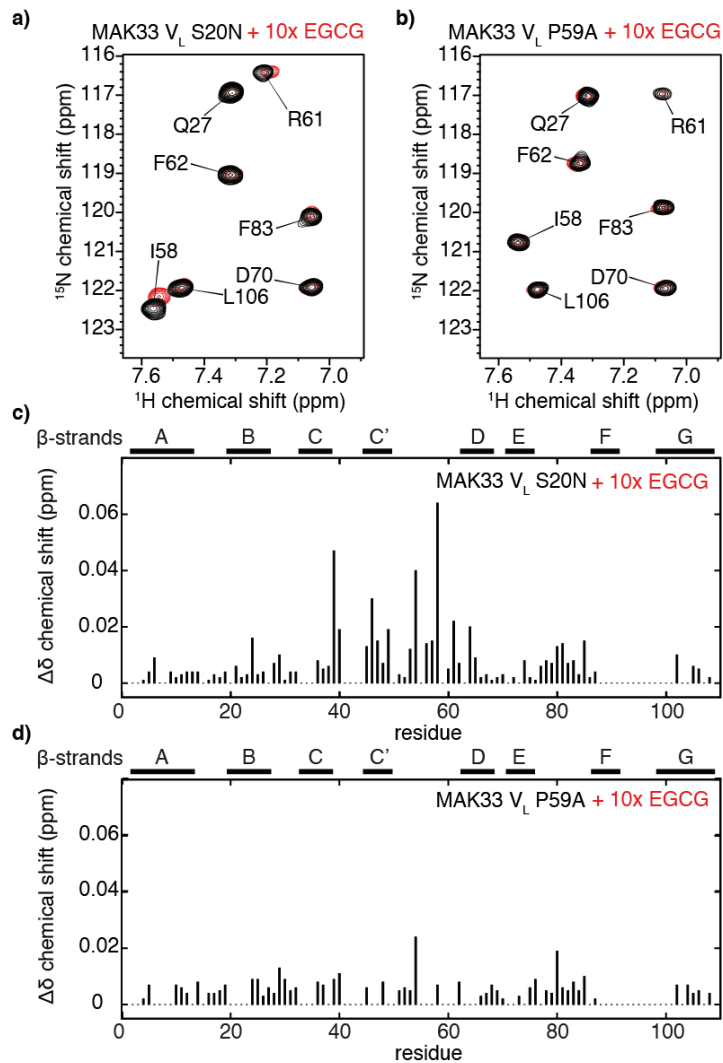 a)
MAK33 VL S20N + 10x EGCG
116
117
118
119
120
121
122
123
15N chemical shift (ppm)
Q27
R61
F62
F83
I58
D70
L106
7.6 7.4 7.2 7.0
1H chemical shift (ppm)
b)
MAK33 VL P59A + 10x EGCG
116
117
118
119
120
121
122
123
15N chemical shift (ppm)
Q27
R61
F62
F83
I58
D70
L106
7.6 7.4 7.2 7.0
1H chemical shift (ppm)
c)
β-strands A B C C' D E F G
MAK33 VL S20N + 10x EGCG
0.06
0.04
0.02
0
Δδ chemical shift (ppm)
0 20 40 60 80 100
residue
d)
β-strands A B C C' D E F G
MAK33 VL P59A + 10x EGCG
0.06
0.04
0.02
0
Δδ chemical shift (ppm)
0 20 40 60 80 100
residue